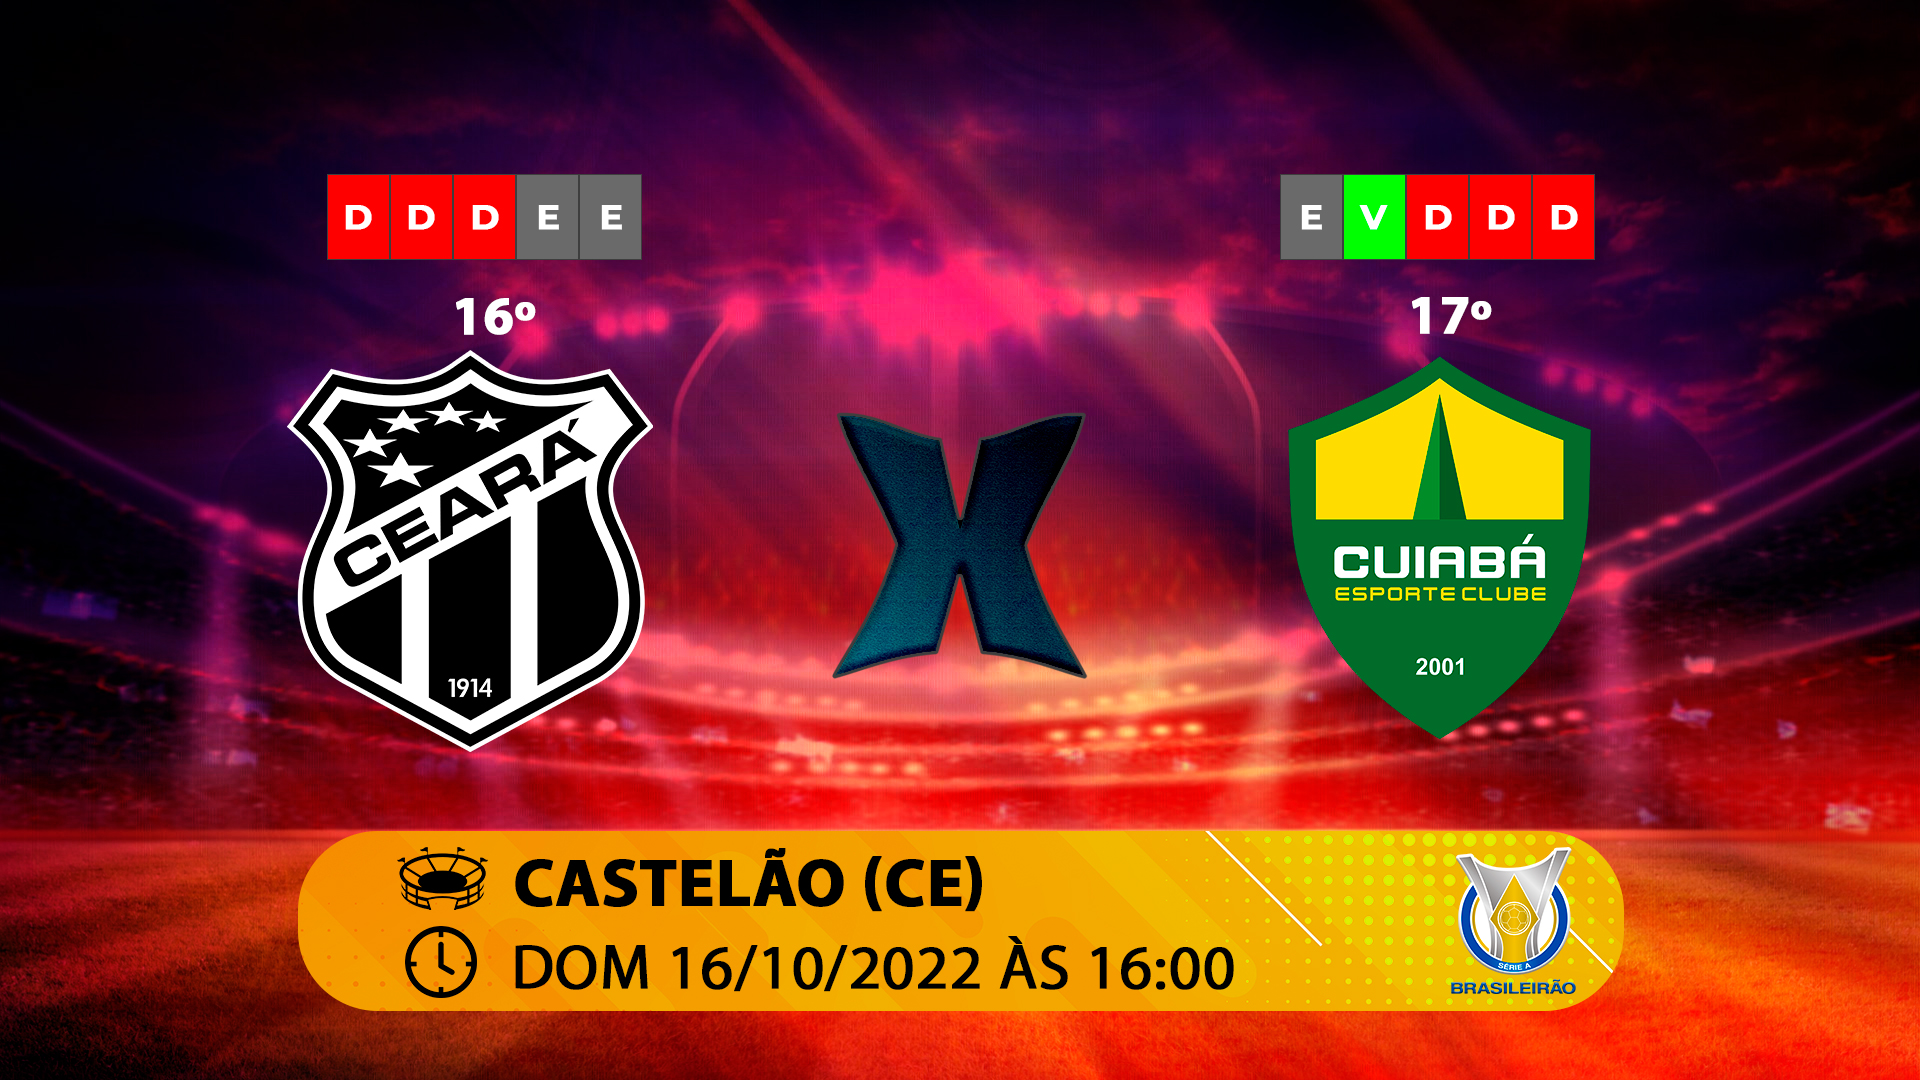 D D D E E
E V D D D
16º
17º
CEARÁ
1914
CUIABÁ
ESPORTE CLUBE
2001
X
CASTELÃO (CE)
DOM 16/10/2022 ÀS 16:00
SÉRIE A
BRASILEIRÃO